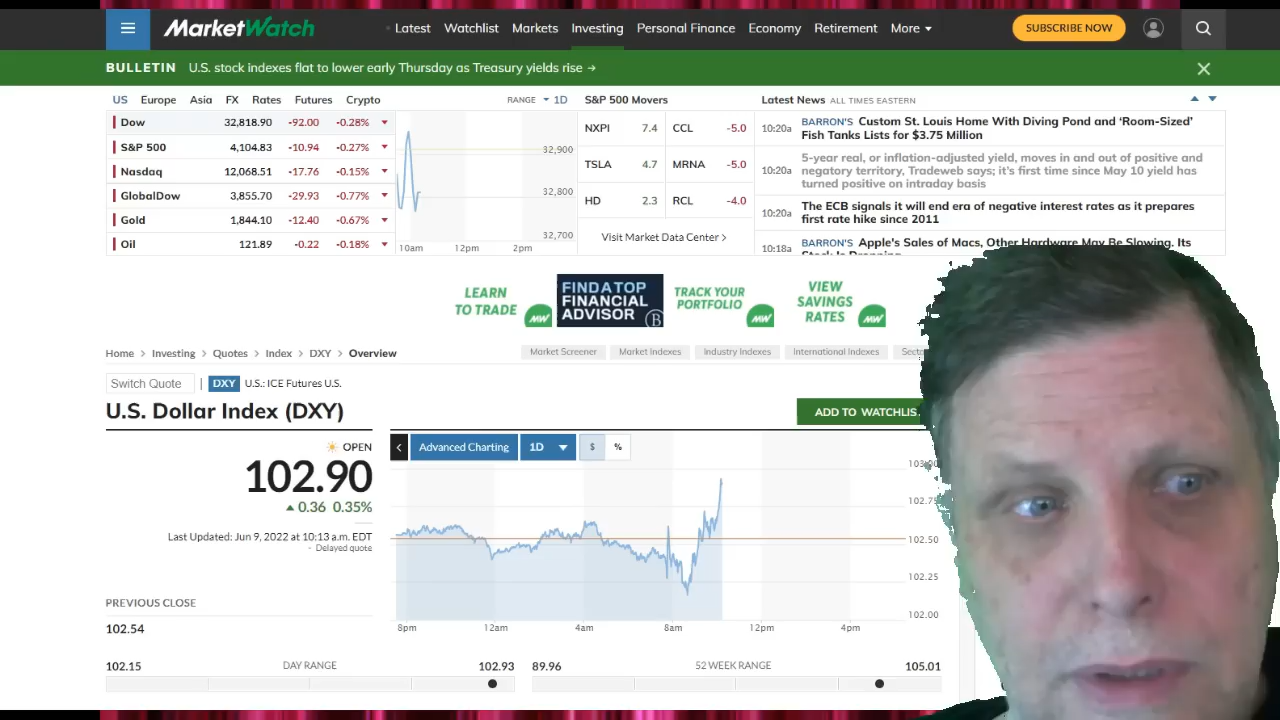 MarketWatch
Latest Watchlist Markets Investing Personal Finance Economy Retirement More
SUBSCRIBE NOW
BULLETIN U.S. stock indexes flat to lower early Thursday as Treasury yields rise →
US Europe Asia FX Rates Futures Crypto
RANGE 1D
Dow 32,818.90 -92.00 -0.28%
S&P 500 4,104.83 -10.94 -0.27%
Nasdaq 12,068.51 -17.76 -0.15%
GlobalDow 3,855.70 -29.93 -0.77%
Gold 1,844.10 -12.40 -0.67%
Oil 121.89 -0.22 -0.18%
32,900
32,800
32,700
10am 12pm 2pm
S&P 500 Movers
NXPI 7.4 CCL -5.0
TSLA 4.7 MRNA -5.0
HD 2.3 RCL -4.0
Visit Market Data Center >
Latest News ALL TIMES EASTERN
10:20a BARRON'S Custom St. Louis Home With Diving Pond and ‘Room-Sized’
Fish Tanks Lists for $3.75 Million
10:20a 5-year real, or inflation-adjusted yield, moves in and out of positive and
negatory territory, Tradeweb says; it's first time since May 10 yield has
turned positive on intraday basis
10:20a The ECB signals it will end era of negative interest rates as it prepares
first rate hike since 2011
10:18a BARRON'S Apple's Sales of Macs, Other Hardware May Be Slowing. Its
Stock Is Dropping.
LEARN
TO TRADE
MW
FIND A TOP
FINANCIAL
ADVISOR
B
TRACK YOUR
PORTFOLIO
MW
VIEW
SAVINGS
RATES
MW
Home > Investing > Quotes > Index > DXY > Overview
Market Screener Market Indexes Industry Indexes International Indexes Secto
Switch Quote | DXY U.S.: ICE Futures U.S.
U.S. Dollar Index (DXY)
ADD TO WATCHLIS
OPEN
102.90
0.36 0.35%
Last Updated: Jun 9, 2022 at 10:13 a.m. EDT
- Delayed quote
PREVIOUS CLOSE
102.54
< Advanced Charting 1D $ %
103.00
102.75
102.50
102.25
102.00
8pm 12am 4am 8am 12pm 4pm
102.15 DAY RANGE 102.93
89.96 52 WEEK RANGE 105.01